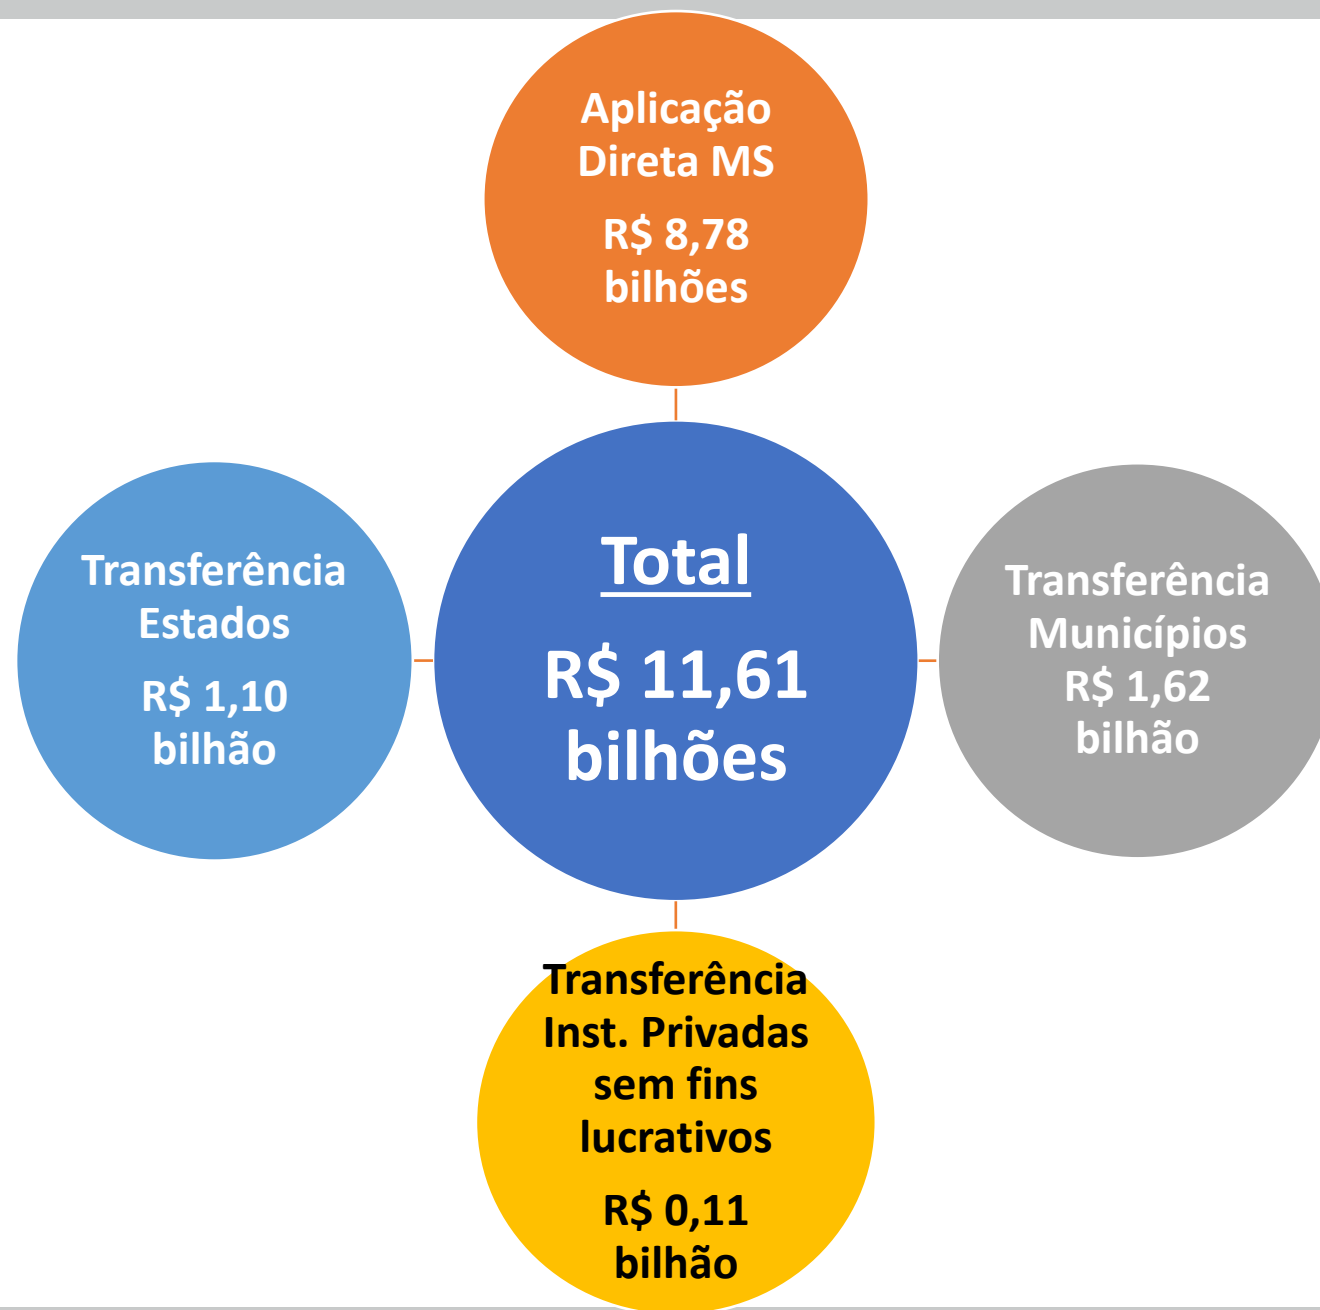 Aplicação
Direta MS
R$ 8,78
bilhões
Transferência
Estados
R$ 1,10
bilhão
Total
R$ 11,61
bilhões
Transferência
Municípios
R$ 1,62
bilhão
Transferência
Inst. Privadas
sem fins
lucrativos
R$ 0,11
bilhão